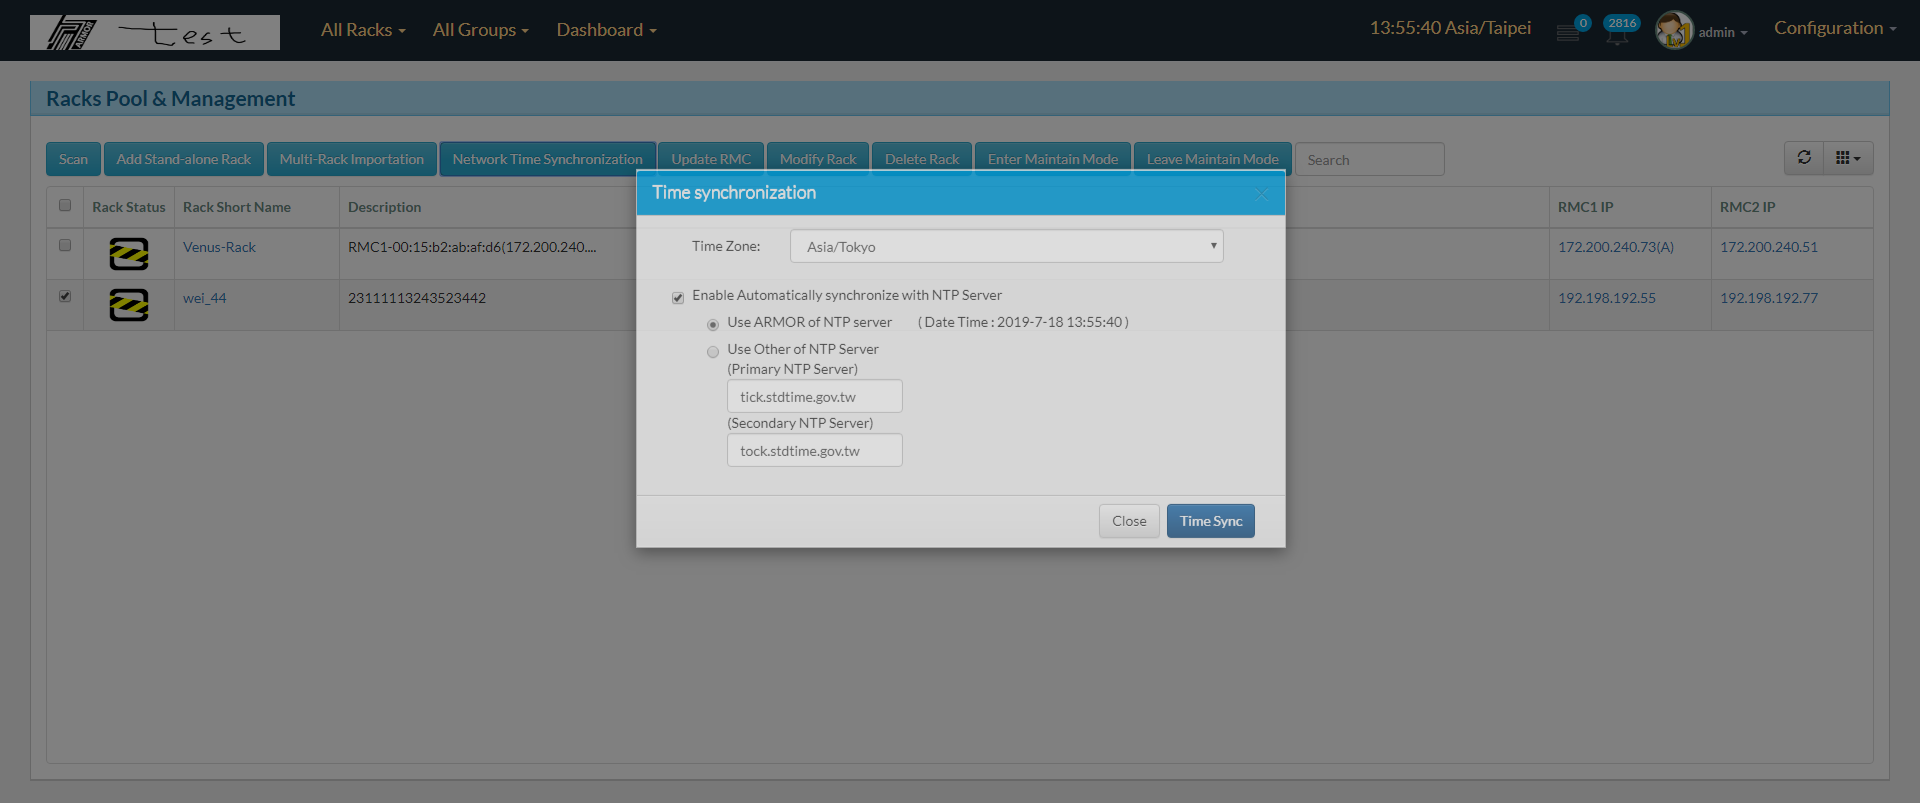 ARMOR test All Racks All Groups Dashboard 13:55:40 Asia/Taipei 0 2816 admin Configuration
Racks Pool & Management
Scan Add Stand-alone Rack Multi-Rack Importation Network Time Synchronization Update RMC Modify Rack Delete Rack Enter Maintain Mode Leave Maintain Mode Search
Rack Status Rack Short Name Description RMC1 IP RMC2 IP
Venus-Rack RMC1-00:15:b2:ab:af:d6(172.200.240.... 172.200.240.73(A) 172.200.240.51
wei_44 23111113243523442 192.198.192.55 192.198.192.77
Time synchronization
Time Zone: Asia/Tokyo
Enable Automatically synchronize with NTP Server
Use ARMOR of NTP server ( Date Time : 2019-7-18 13:55:40 )
Use Other of NTP Server
(Primary NTP Server)
tick.stdtime.gov.tw
(Secondary NTP Server)
tock.stdtime.gov.tw
Close Time Sync